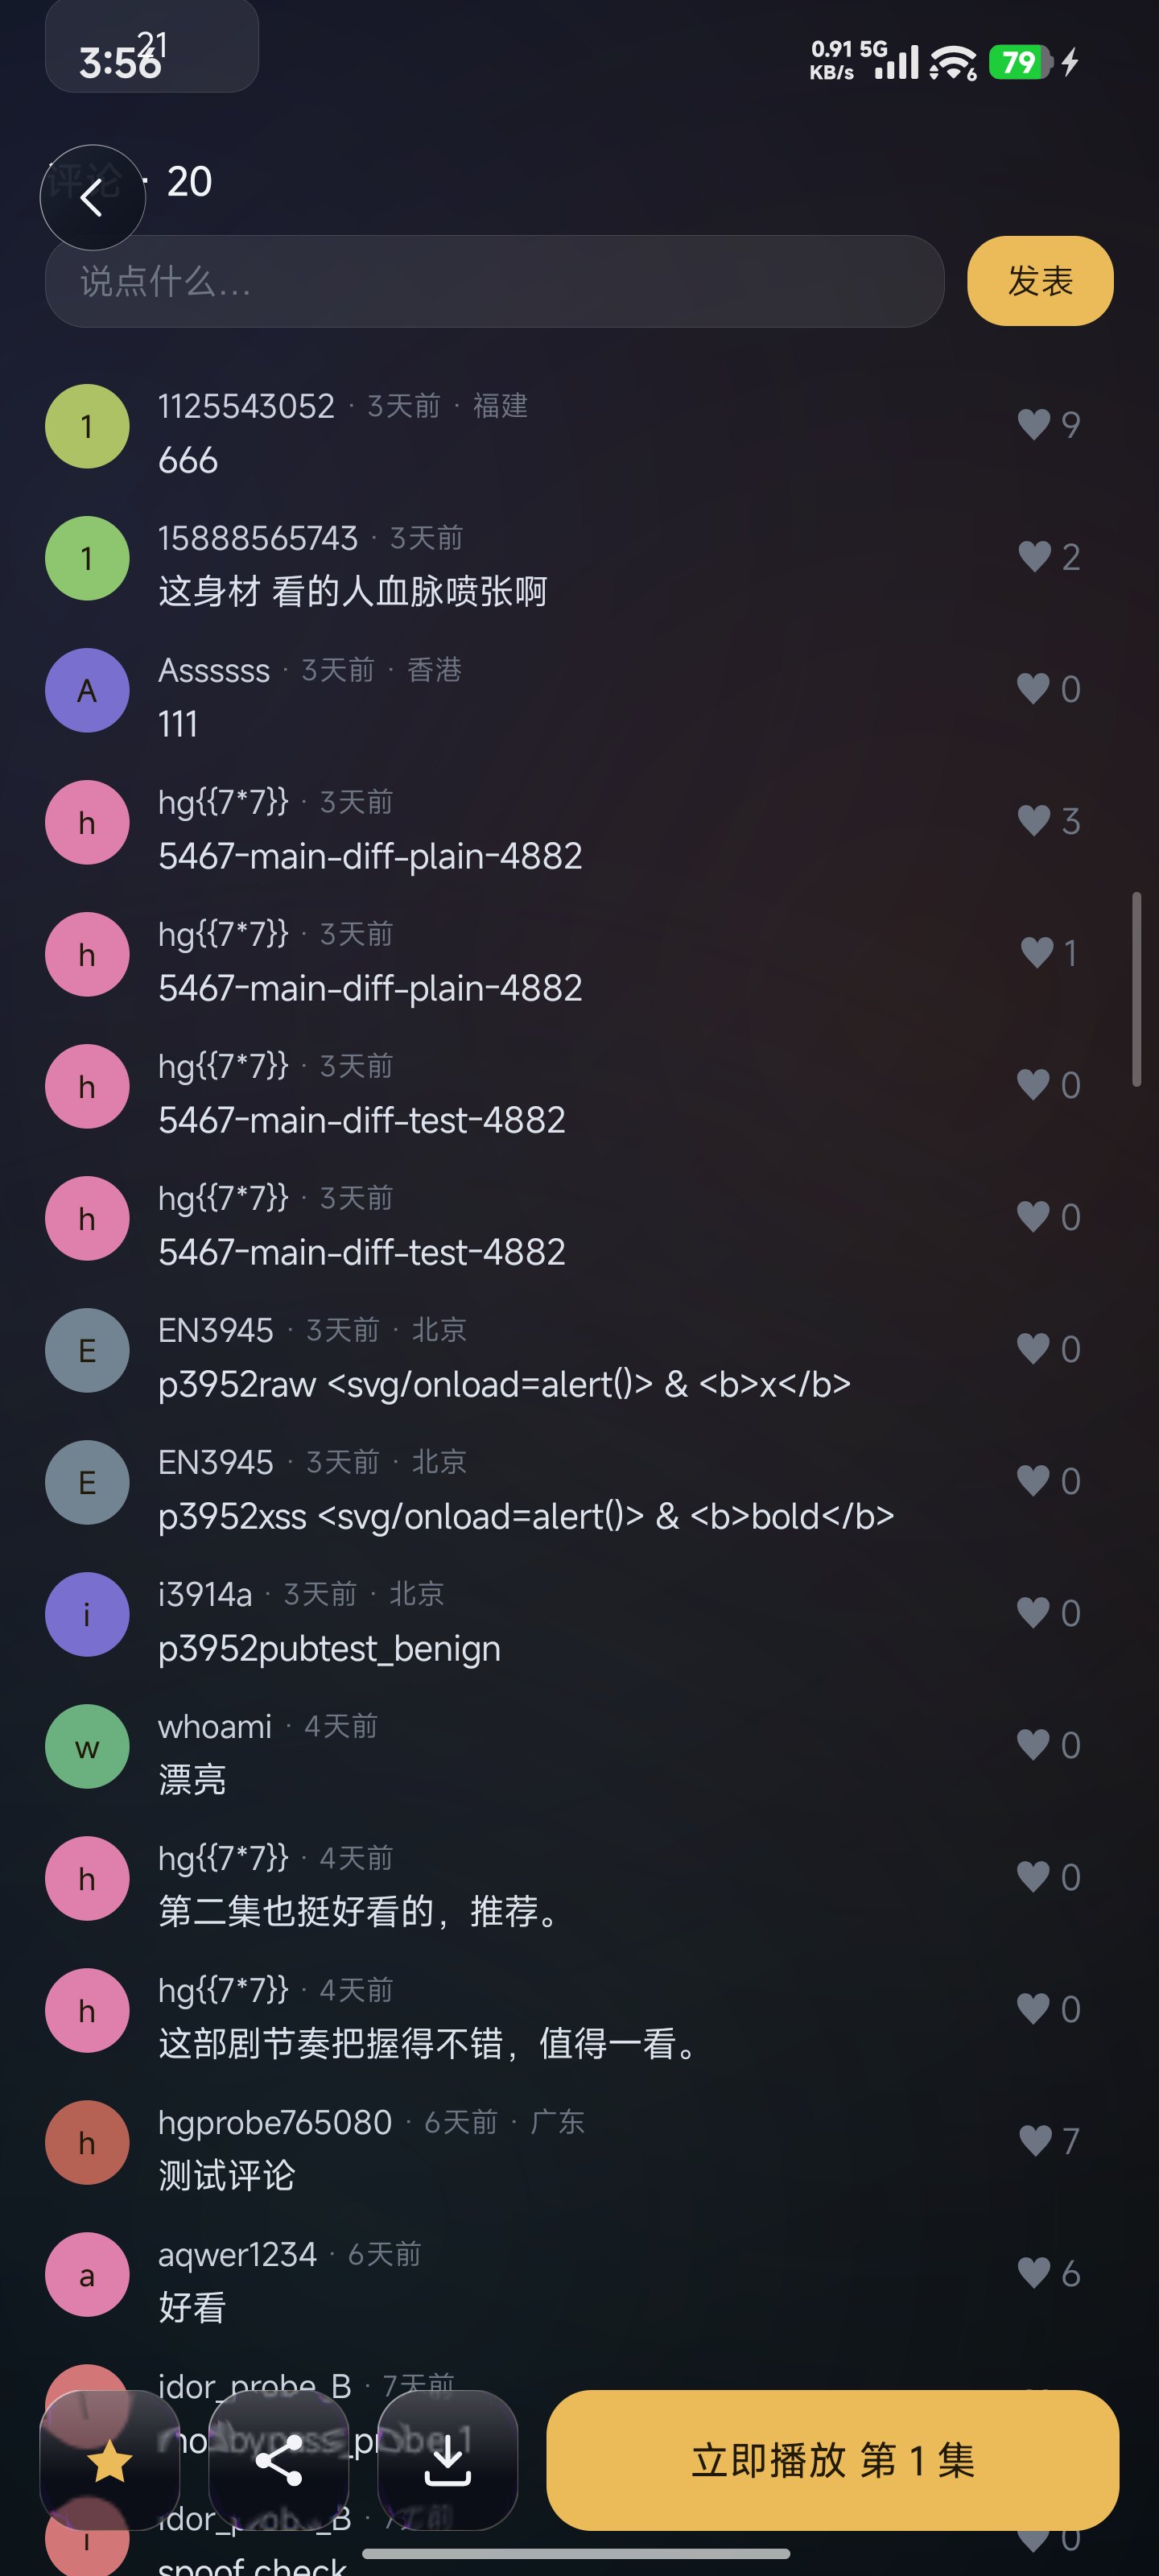 21
3:56
0.91 5G
KB/s
6
79
评论 · 20
说点什么...
发表
1
1125543052 · 3天前 · 福建
9
666
1
15888565743 · 3天前
2
这身材 看的人血脉喷张啊
A
Assssss · 3天前 · 香港
0
111
h
hg{{7*7}} · 3天前
3
5467-main-diff-plain-4882
h
hg{{7*7}} · 3天前
1
5467-main-diff-plain-4882
h
hg{{7*7}} · 3天前
0
5467-main-diff-test-4882
h
hg{{7*7}} · 3天前
0
5467-main-diff-test-4882
E
EN3945 · 3天前 · 北京
0
p3952raw <svg/onload=alert()> & <b>x</b>
E
EN3945 · 3天前 · 北京
0
p3952xss <svg/onload=alert()> & <b>bold</b>
i
i3914a · 3天前 · 北京
0
p3952pubtest_benign
w
whoami · 4天前
0
漂亮
h
hg{{7*7}} · 4天前
0
第二集也挺好看的，推荐。
h
hg{{7*7}} · 4天前
0
这部剧节奏把握得不错，值得一看。
h
hgprobe765080 · 6天前 · 广东
7
测试评论
a
aqwer1234 · 6天前
6
好看
idor_probe_B · 7天前
立即播放 第 1 集
idor_probe_B · 7天前
0
spoof check